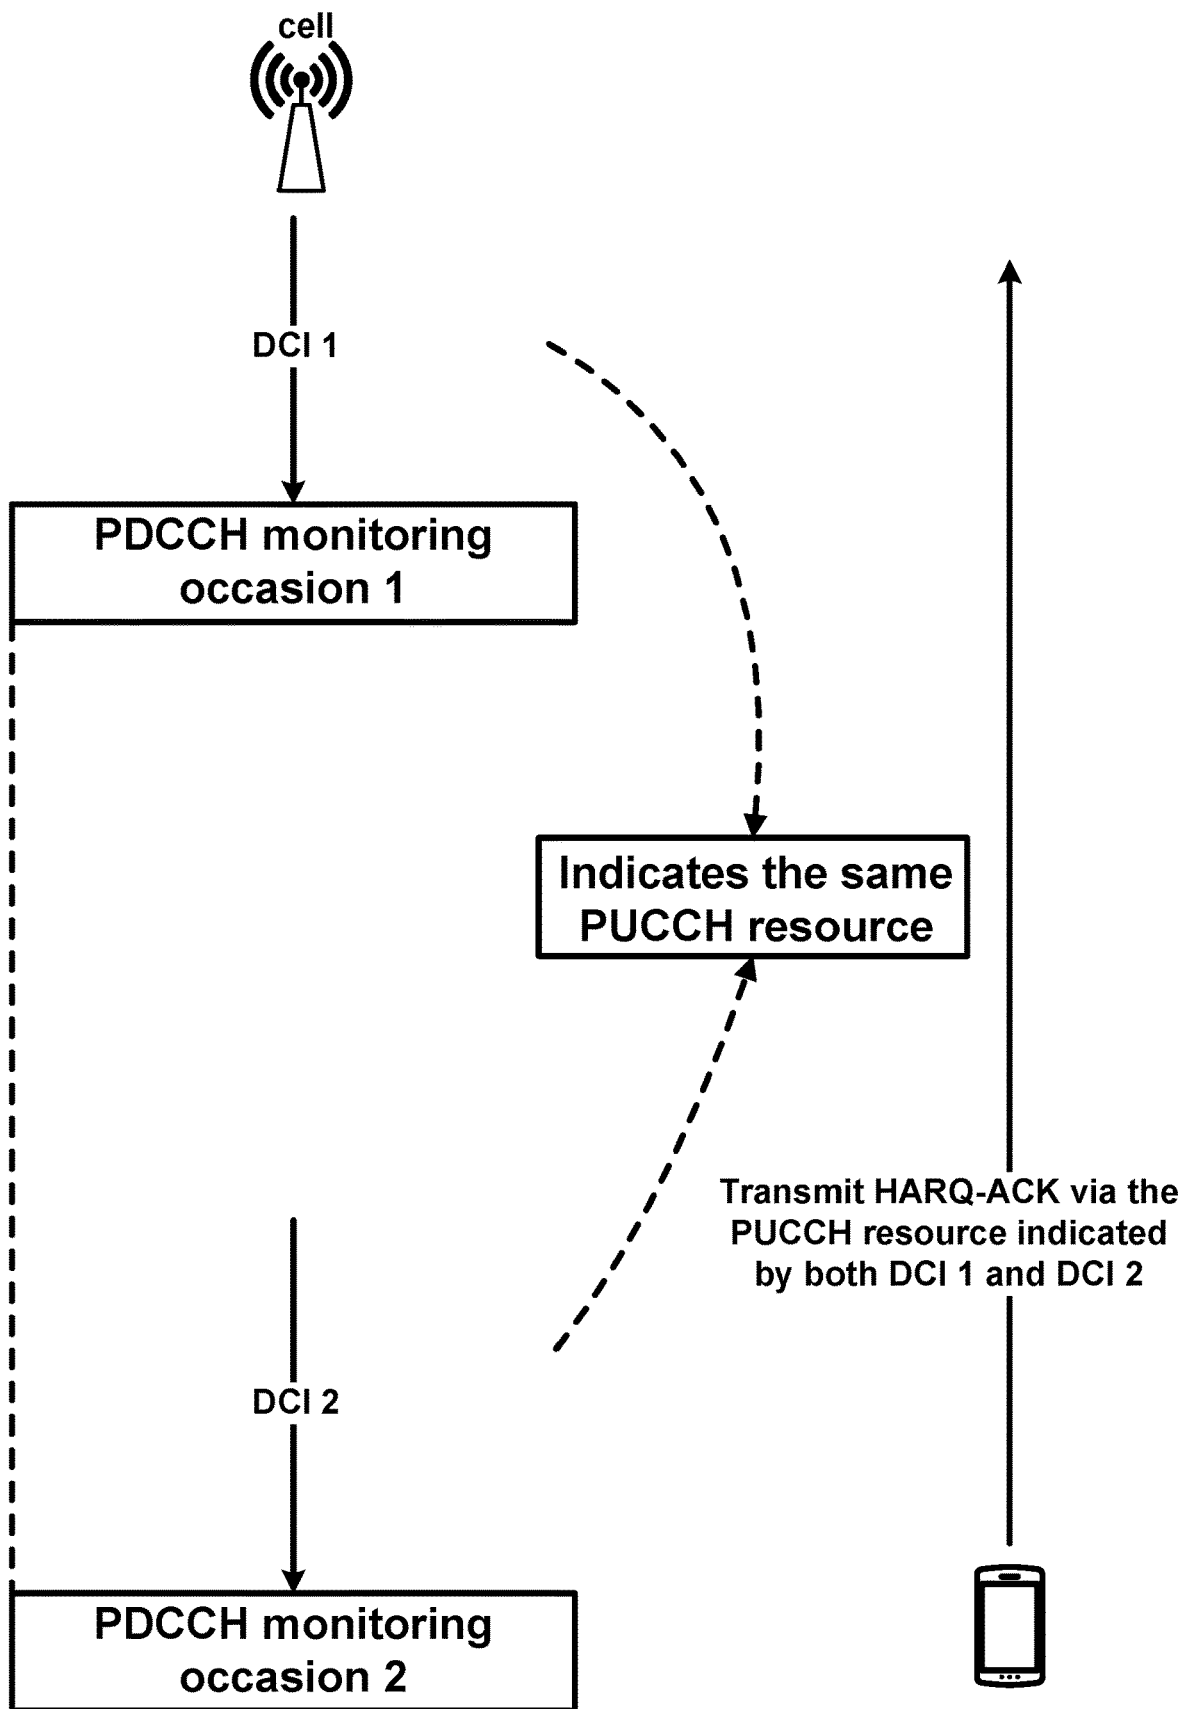 cell
DCI 1
PDCCH monitoring
occasion 1
Indicates the same
PUCCH resource
Transmit HARQ-ACK via the
PUCCH resource indicated
by both DCI 1 and DCI 2
DCI 2
PDCCH monitoring
occasion 2